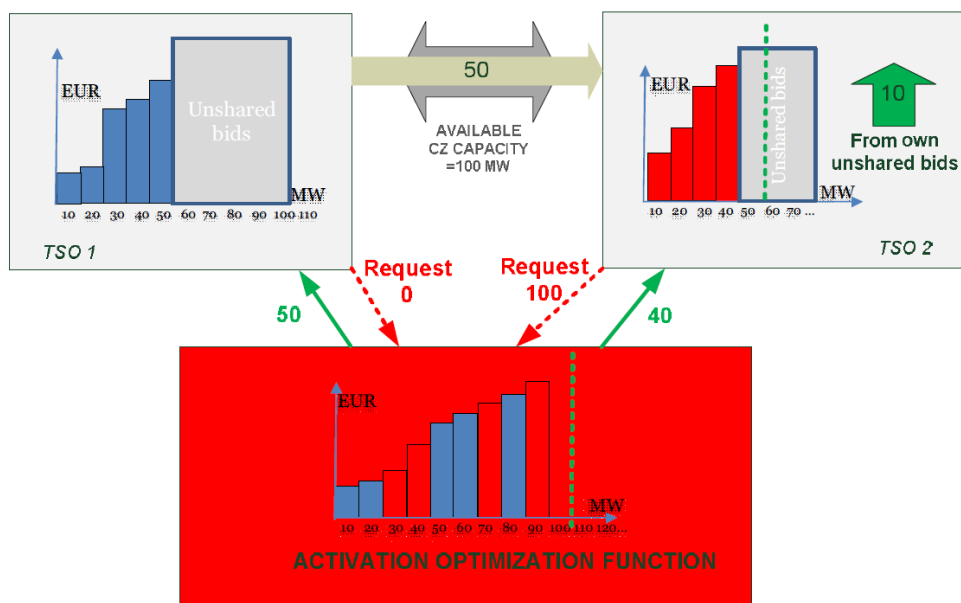 EUR
Unshared
bids
MW
10 20 30 40 50 60 70 80 90 100 110
TSO 1
50
AVAILABLE
CZ CAPACITY
=100 MW
EUR
Unshared bids
MW
10 20 30 40 50 60 70 ...
TSO 2
10
From own
unshared bids
Request
0
Request
100
50
40
EUR
MW
10 20 30 40 50 60 70 80 90 100 110 120...
ACTIVATION OPTIMIZATION FUNCTION